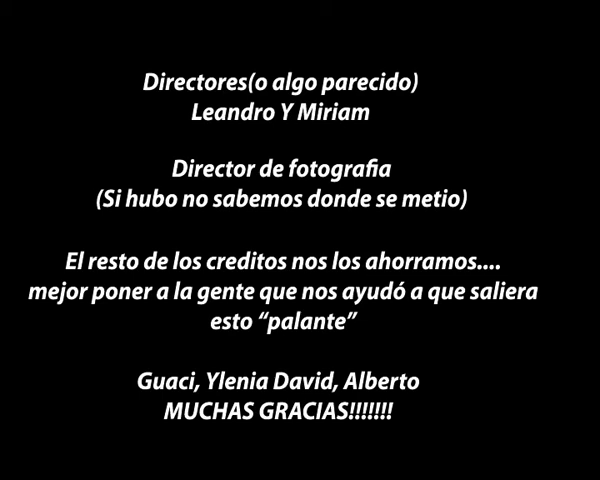 Directores(o algo parecido)
Leandro Y Miriam
Director de fotografia
(Si hubo no sabemos donde se metio)
El resto de los creditos nos los ahorramos....
mejor poner a la gente que nos ayudó a que saliera
esto “palante”
Guaci, Ylenia David, Alberto
MUCHAS GRACIAS!!!!!!!